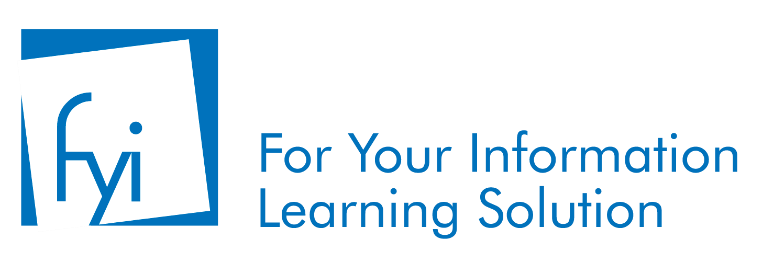 fyi
For Your Information
Learning Solution